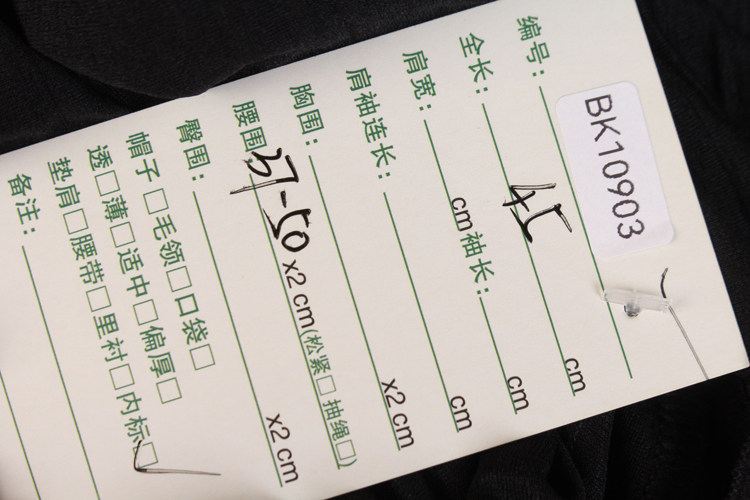 编号: BK10903
全长: 45 cm
肩宽: cm 袖长: cm
肩袖连长: cm
胸围: x2 cm
腰围: 37-50 x2 cm (松紧□ 抽绳□)
臀围: x2 cm
帽子□ 毛领□ 口袋□
透□ 薄□ 适中□ 偏厚□
垫肩□ 腰带□ 里衬□ 内标☑
备注: